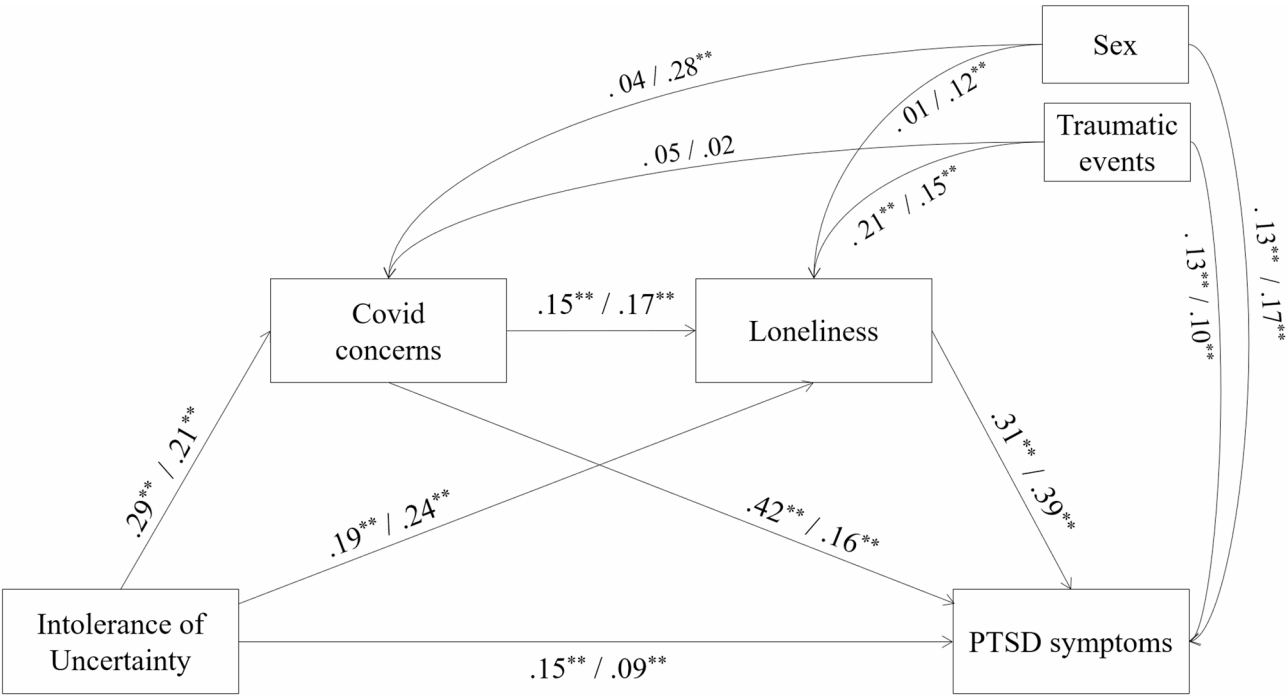 Sex
. 04 / .28**
. 01 / .12**
Traumatic
events
. 05 / .02
.21** / .15**
. 13** / .17**
. 13** / .10**
Covid
concerns
.15** / .17**
Loneliness
.29** / .21**
.19** / .24**
.42** / .16**
.31** / .39**
Intolerance of
Uncertainty
PTSD symptoms
.15** / .09**